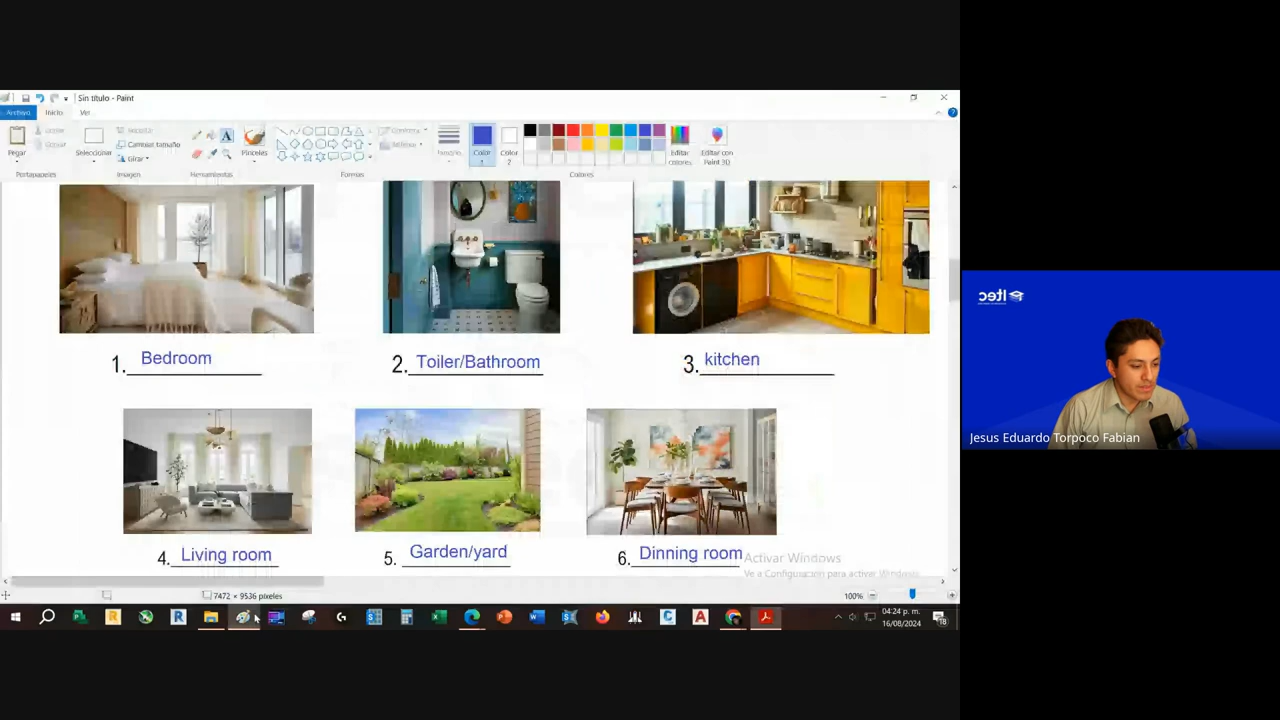 Sin título - Paint
Archivo Inicio Ver
Pegar
Seleccionar
Cambiar tamaño
Girar
Pinceles
Color 1
Color 2
Editar colores
Editar con Paint 3D
Portapapeles
Imagen
Herramientas
Formas
Colores
1. Bedroom
2. Toiler/Bathroom
3. kitchen
4. Living room
5. Garden/yard
6. Dinning room
Activar Windows
Ve a Configuración para activar Windows.
7472 × 9536 píxeles
100%
04:24 p. m.
16/08/2024
18
Jesus Eduardo Torpoco Fabian